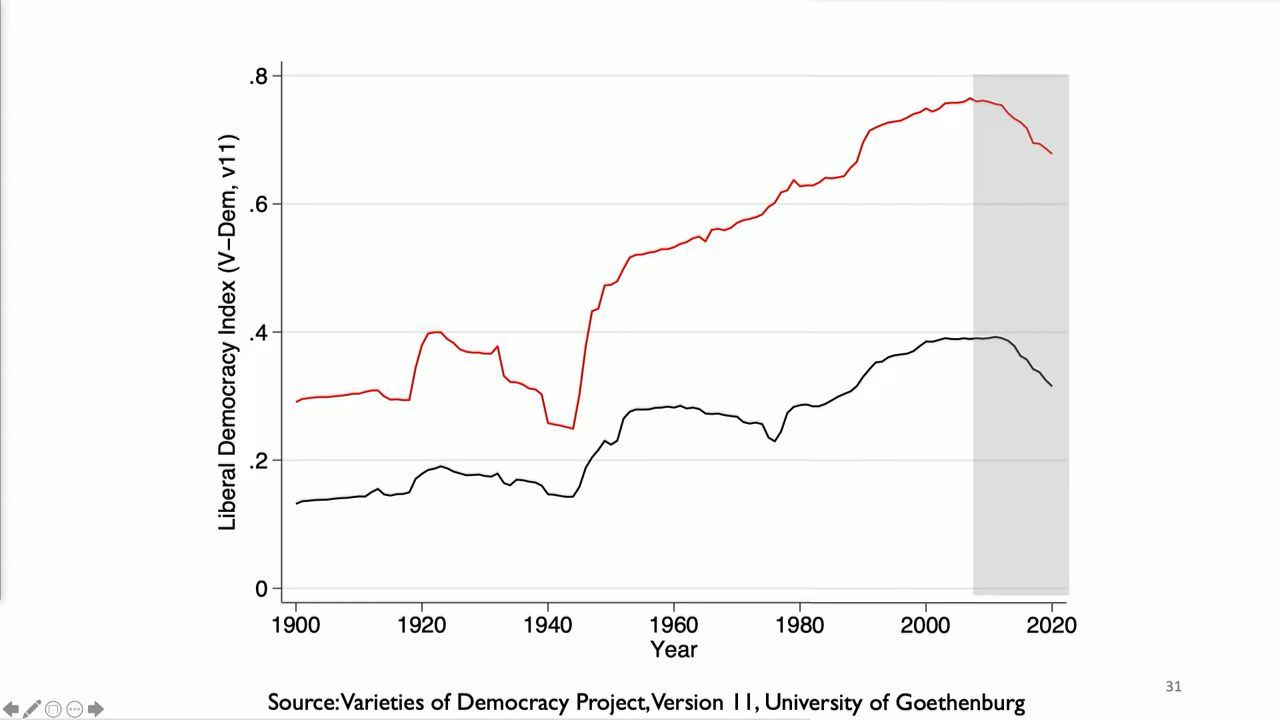 .8
.6
.4
.2
0
Liberal Democracy Index (V−Dem, v11)
1900 1920 1940 1960 1980 2000 2020
Year
Source: Varieties of Democracy Project, Version 11, University of Goethenburg
31